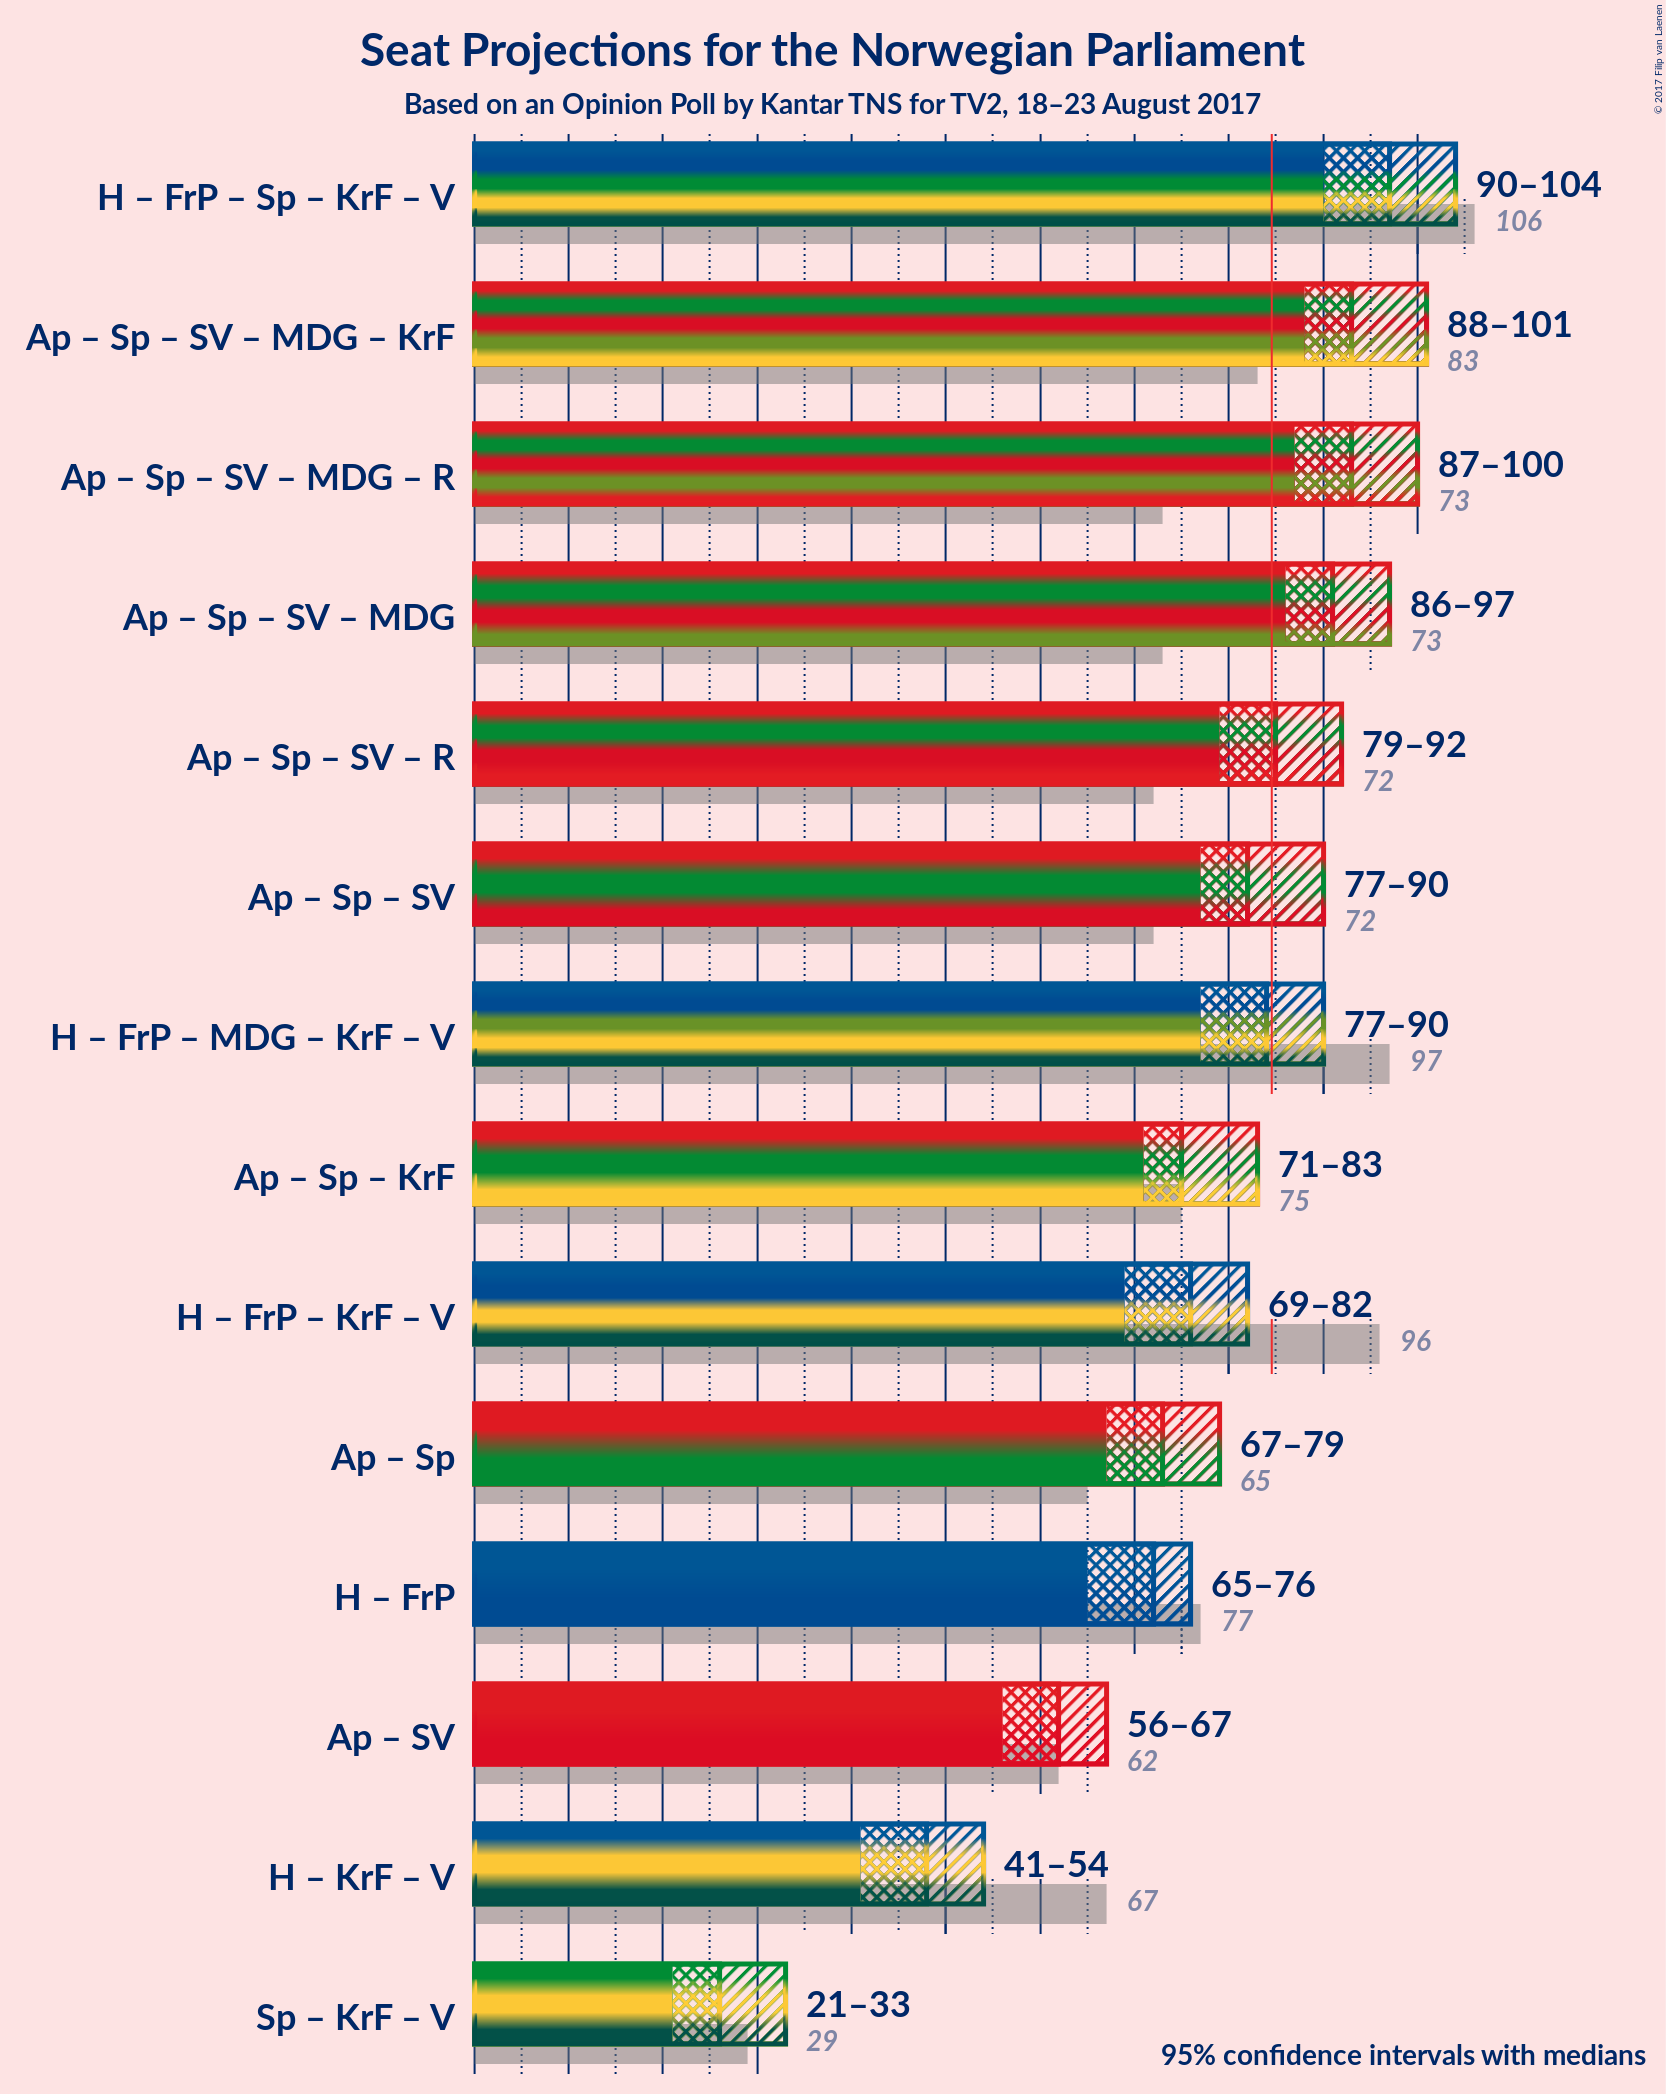 Seat Projections for the Norwegian Parliament
Based on an Opinion Poll by Kantar TNS for TV2, 18–23 August 2017
© 2017 Filip van Laenen
H – FrP – Sp – KrF – V
90–104
106
Ap – Sp – SV – MDG – KrF
88–101
83
Ap – Sp – SV – MDG – R
87–100
73
Ap – Sp – SV – MDG
86–97
73
Ap – Sp – SV – R
79–92
72
Ap – Sp – SV
77–90
72
H – FrP – MDG – KrF – V
77–90
97
Ap – Sp – KrF
71–83
75
H – FrP – KrF – V
69–82
96
Ap – Sp
67–79
65
H – FrP
65–76
77
Ap – SV
56–67
62
H – KrF – V
41–54
67
Sp – KrF – V
21–33
29
95% confidence intervals with medians